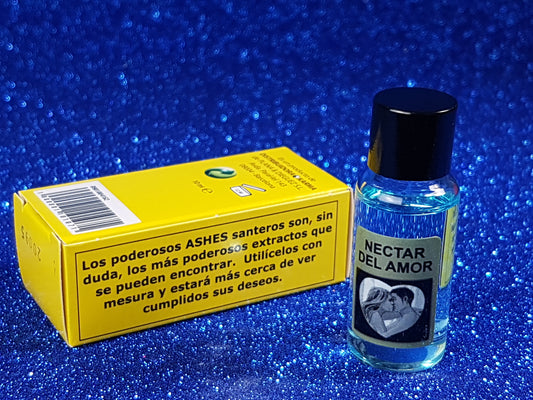 Los poderosos ASHES santeros son, sin
duda, los más poderosos extractos que
se pueden encontrar. Utilícelos con
mesura y estará más cerca de ver
cumplidos sus deseos.
NECTAR
DEL AMOR